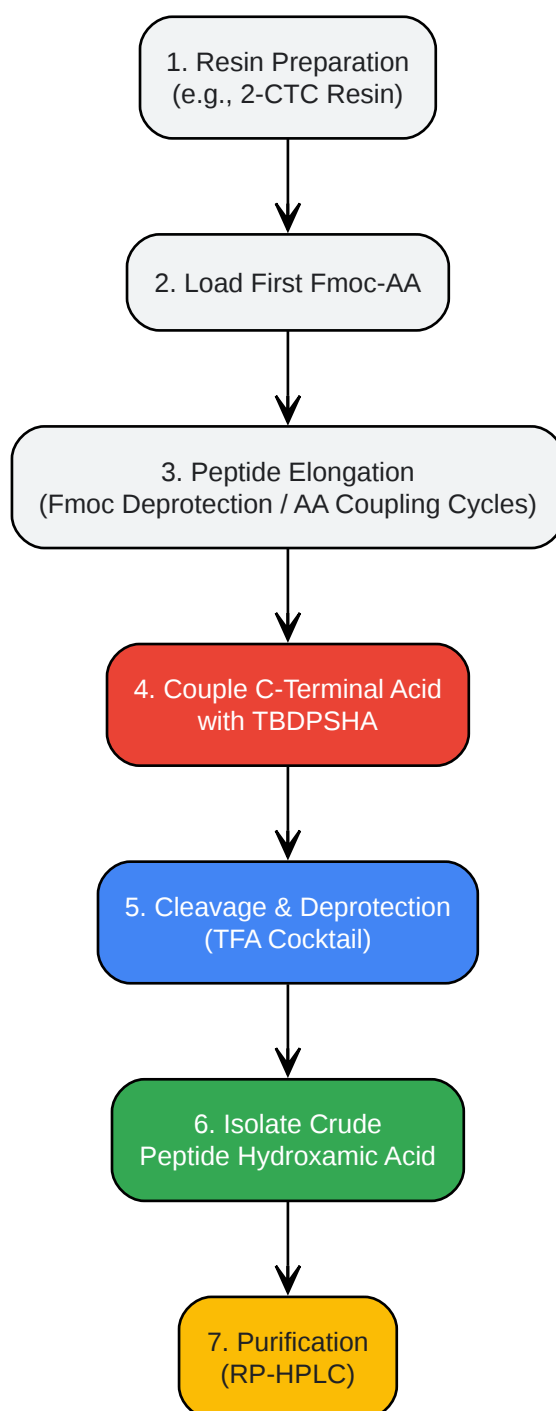 1. Resin Preparation
(e.g., 2-CTC Resin)
2. Load First Fmoc-AA
3. Peptide Elongation
(Fmoc Deprotection / AA Coupling Cycles)
4. Couple C-Terminal Acid
with TBDPSHA
5. Cleavage & Deprotection
(TFA Cocktail)
6. Isolate Crude
Peptide Hydroxamic Acid
7. Purification
(RP-HPLC)